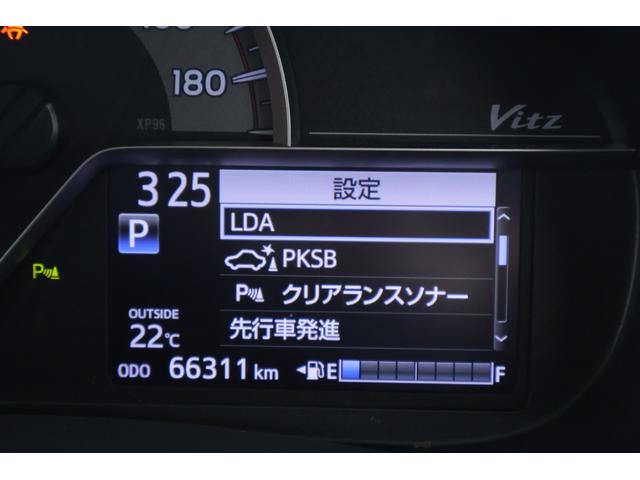 180
XP96
Vitz
3 25
設定
P
LDA
PKSB
P クリアランスソナー
先行車発進
P
OUTSIDE
22℃
ODO 66311 km
E F